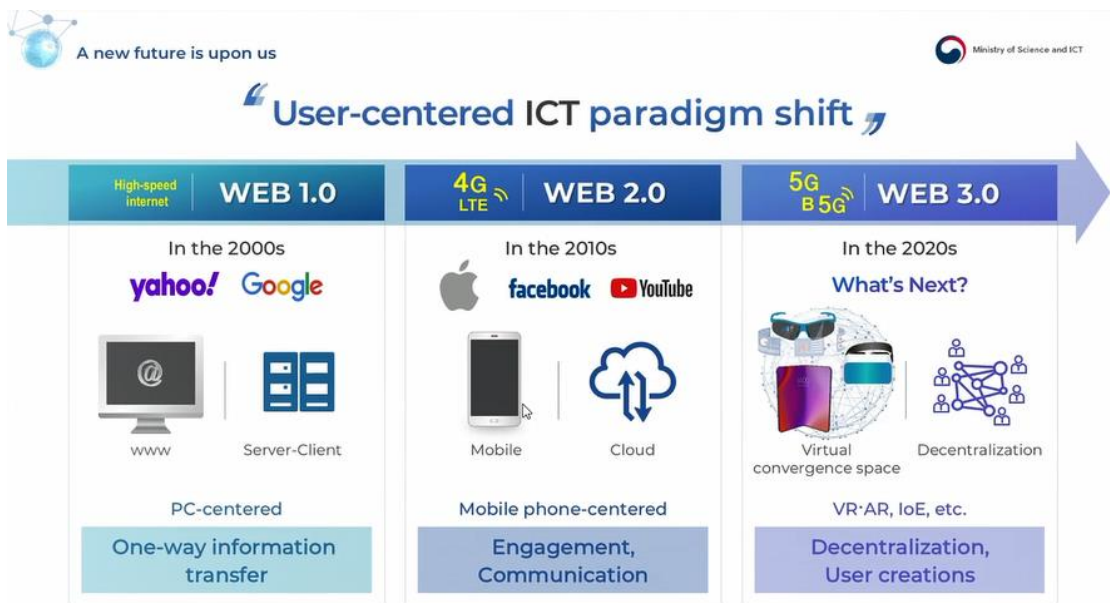 A new future is upon us
Ministry of Science and ICT
“User-centered ICT paradigm shift„
High-speed
internet
WEB 1.0
In the 2000s
yahoo!
Google
@
www
Server-Client
PC-centered
One-way information
transfer
4G
LTE
WEB 2.0
In the 2010s
facebook
YouTube
Mobile
Cloud
Mobile phone-centered
Engagement,
Communication
5G
B 5G
WEB 3.0
In the 2020s
What's Next?
Virtual
convergence space
Decentralization
VR·AR, IoE, etc.
Decentralization,
User creations